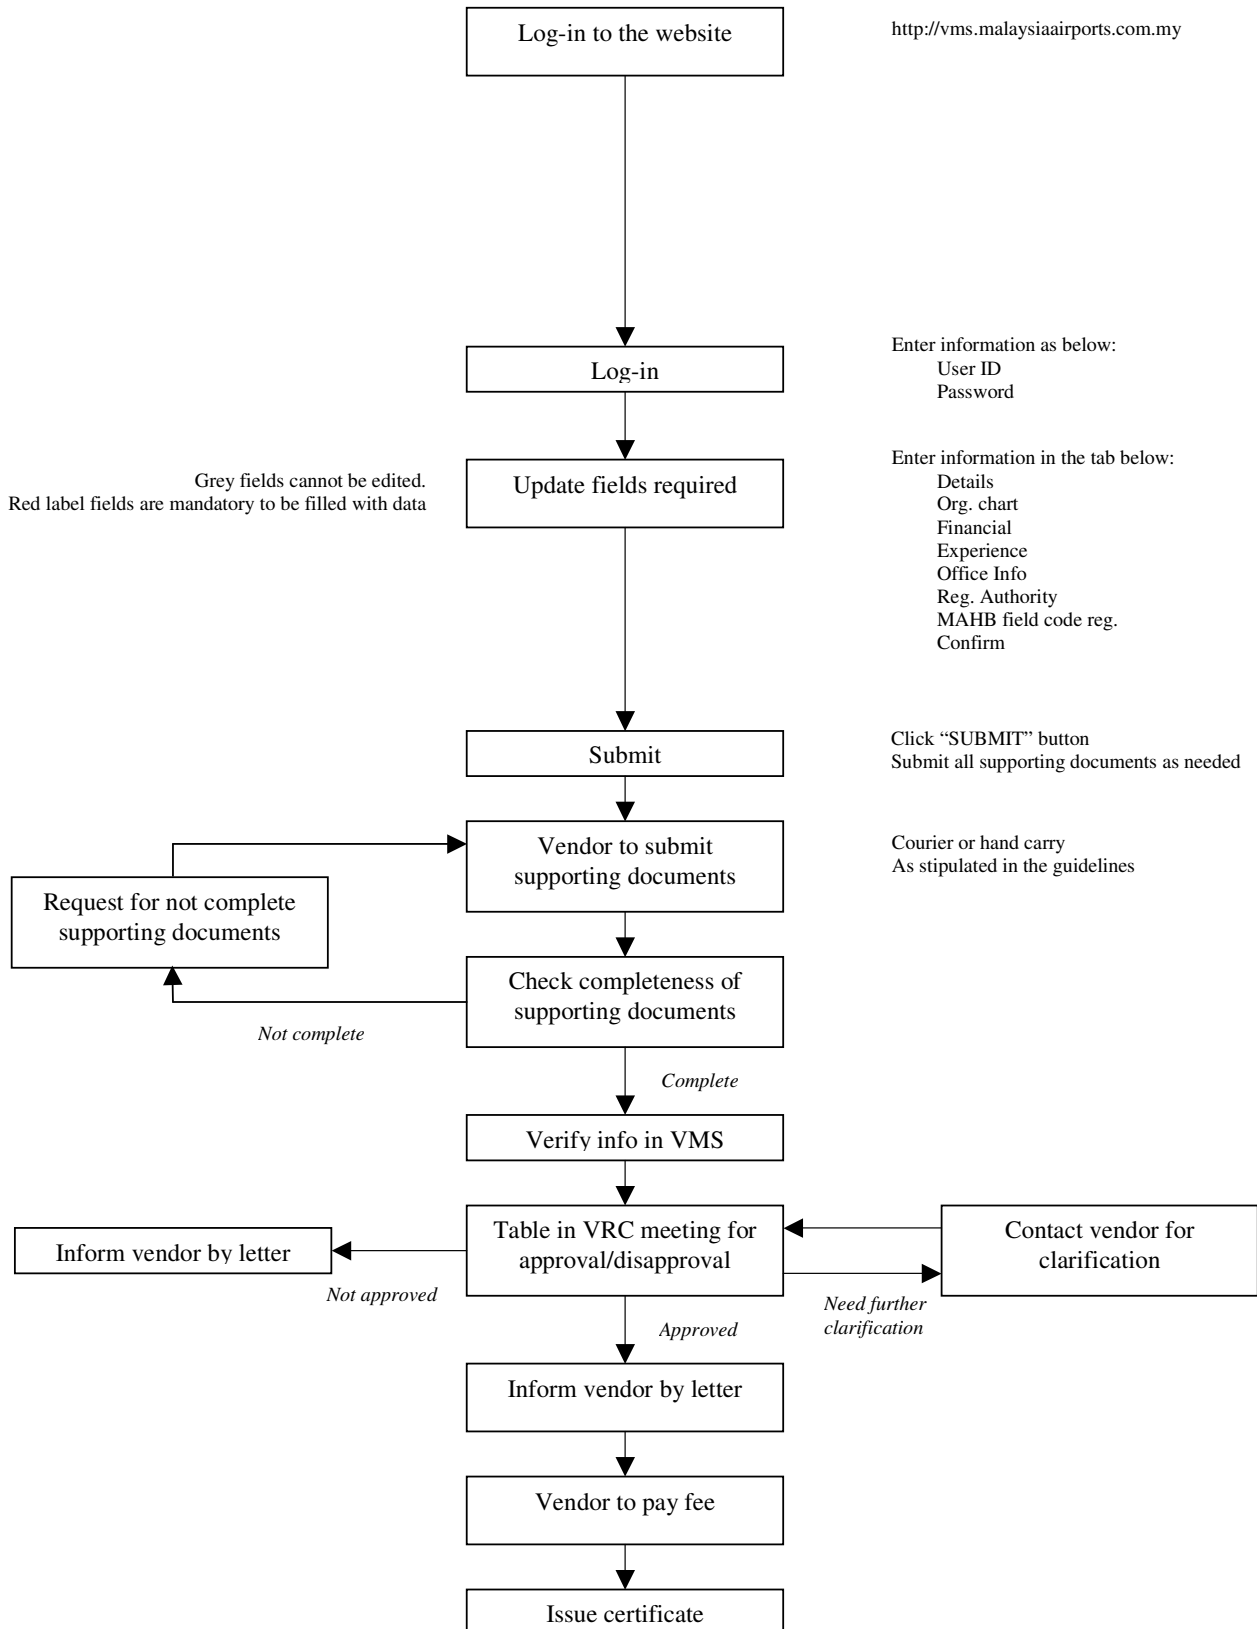 Log-in to the website
http://vms.malaysiaairports.com.my
Log-in
Enter information as below:
User ID
Password
Grey fields cannot be edited.
Red label fields are mandatory to be filled with data
Update fields required
Enter information in the tab below:
Details
Org. chart
Financial
Experience
Office Info
Reg. Authority
MAHB field code reg.
Confirm
Submit
Click “SUBMIT” button
Submit all supporting documents as needed
Vendor to submit
supporting documents
Courier or hand carry
As stipulated in the guidelines
Request for not complete
supporting documents
Check completeness of
supporting documents
Not complete
Complete
Verify info in VMS
Inform vendor by letter
Table in VRC meeting for
approval/disapproval
Contact vendor for
clarification
Not approved
Need further
clarification
Approved
Inform vendor by letter
Vendor to pay fee
Issue certificate